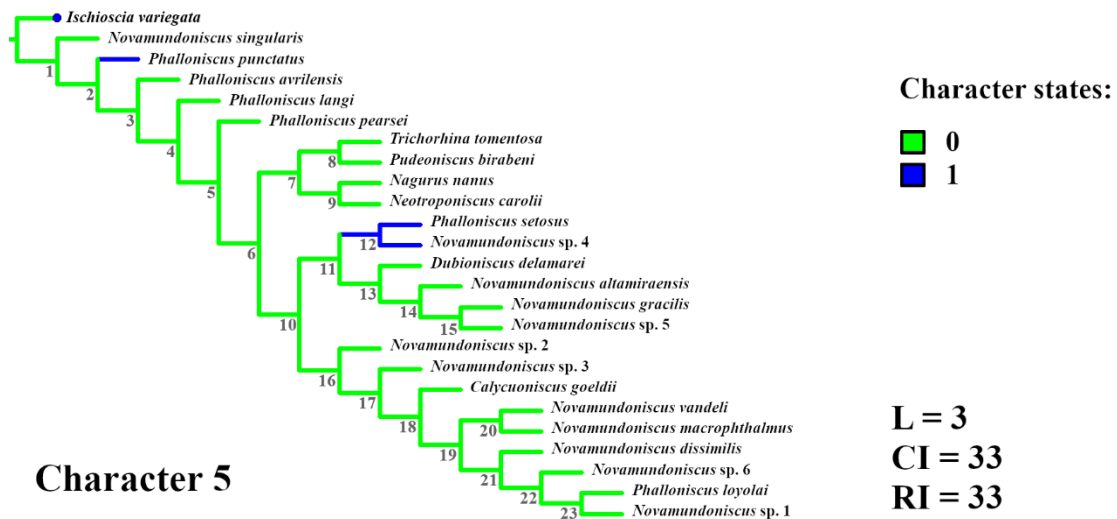 Ischioscia variegata
Novamundoniscus singularis
Phalloniscus punctatus
1
Phalloniscus avrilensis
2
Phalloniscus langi
3
Phalloniscus pearsei
4
Trichorhina tomentosa
8
Pudeoniscus birabeni
7
Nagurus nanus
5
9
Neotroponiscus carolii
Phalloniscus setosus
12
Novamundoniscus sp. 4
6
11
Dubioniscus delamarei
13
Novamundoniscus altamiraensis
14
Novamundoniscus gracilis
10
15
Novamundoniscus sp. 5
Novamundoniscus sp. 2
16
Novamundoniscus sp. 3
17
Calycuoniscus goeldii
18
Novamundoniscus vandeli
20
Novamundoniscus macrophthalmus
19
Novamundoniscus dissimilis
21
Novamundoniscus sp. 6
22
Phalloniscus loyolai
23
Novamundoniscus sp. 1
Character states:
0
1
L = 3
CI = 33
RI = 33
Character 5